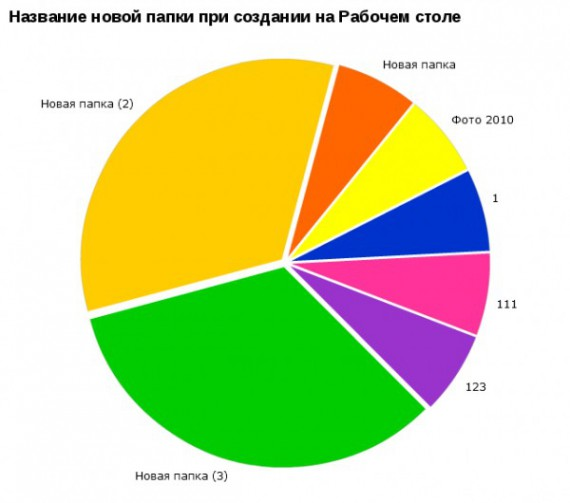 Название новой папки при создании на Рабочем столе
Новая папка
Новая папка (2)
Фото 2010
1
111
123
Новая папка (3)